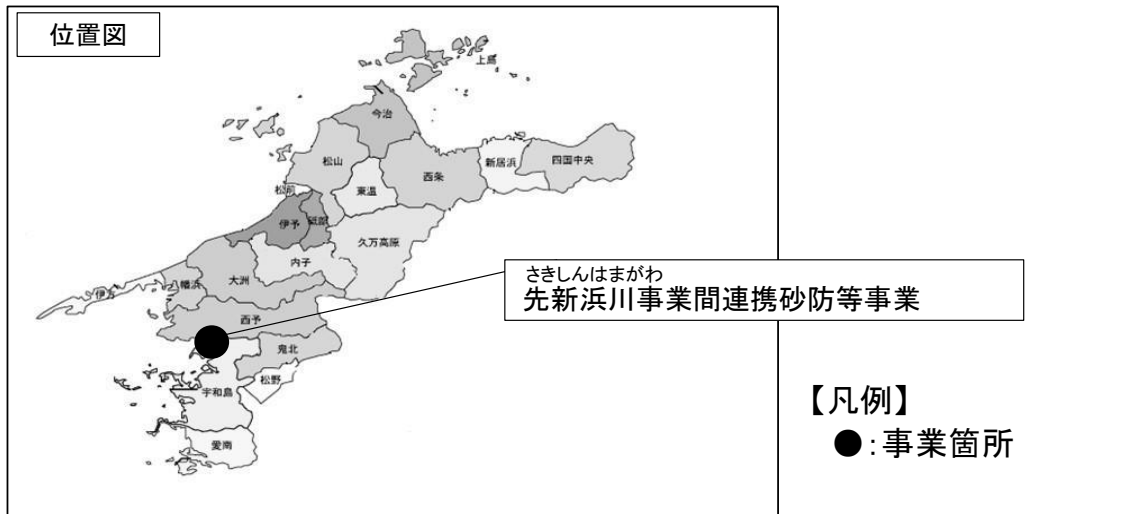 位置図
上島
今治
松山
新居浜
四国中央
西条
東温
松前
伊予
砥部
久万高原
内子
大洲
八幡浜
伊方
さきしんはまがわ
先新浜川事業間連携砂防等事業
西予
鬼北
松野
宇和島
愛南
【凡例】
●:事業箇所